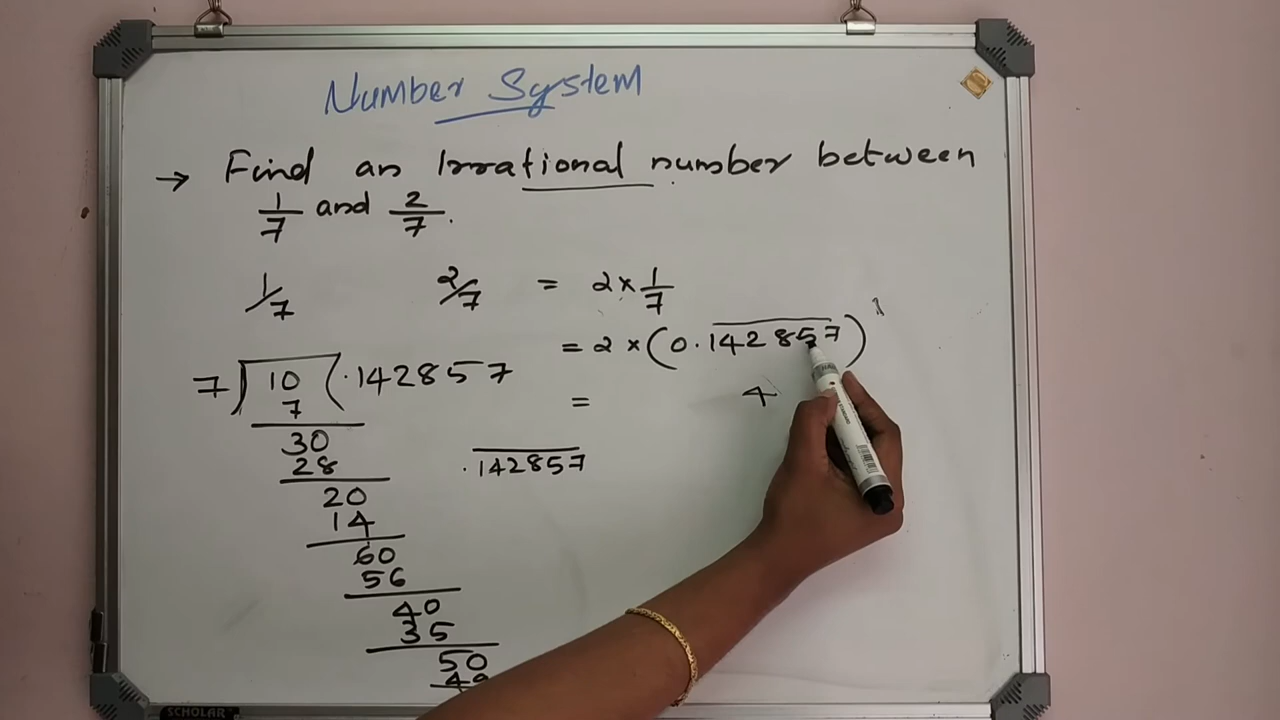 Number System
→ Find an Irrational number between
1/7 and 2/7.
1/7 2/7 = 2 × 1/7
= 2 × (0.142857)
7 ) 10 ( .142857
7
4
=
30
28
.142857
20
14
60
56
40
35
50
49
SCHOLAR